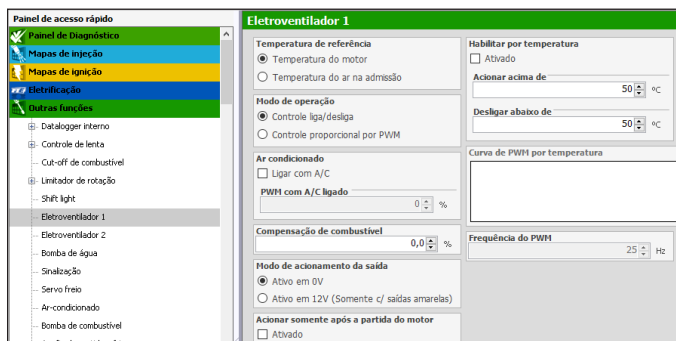 Painel de acesso rápido
Painel de Diagnóstico
Mapas de injeção
Mapas de ignição
Eletrificação
Outras funções
Datalogger interno
Controle de lenta
Cut-off de combustível
Limitador de rotação
Shift light
Eletroventilador 1
Eletroventilador 2
Bomba de água
Sinalização
Servo freio
Ar-condicionado
Bomba de combustível
Eletroventilador 1
Temperatura de referência
Temperatura do motor
Temperatura do ar na admissão
Modo de operação
Controle liga/desliga
Controle proporcional por PWM
Ar condicionado
Ligar com A/C
PWM com A/C ligado
0 %
Compensação de combustível
0,0 %
Modo de acionamento da saída
Ativo em 0V
Ativo em 12V (Somente c/ saídas amarelas)
Acionar somente após a partida do motor
Ativado
Habilitar por temperatura
Ativado
Acionar acima de
50 ºC
Desligar abaixo de
50 ºC
Curva de PWM por temperatura
Frequência do PWM
25 Hz